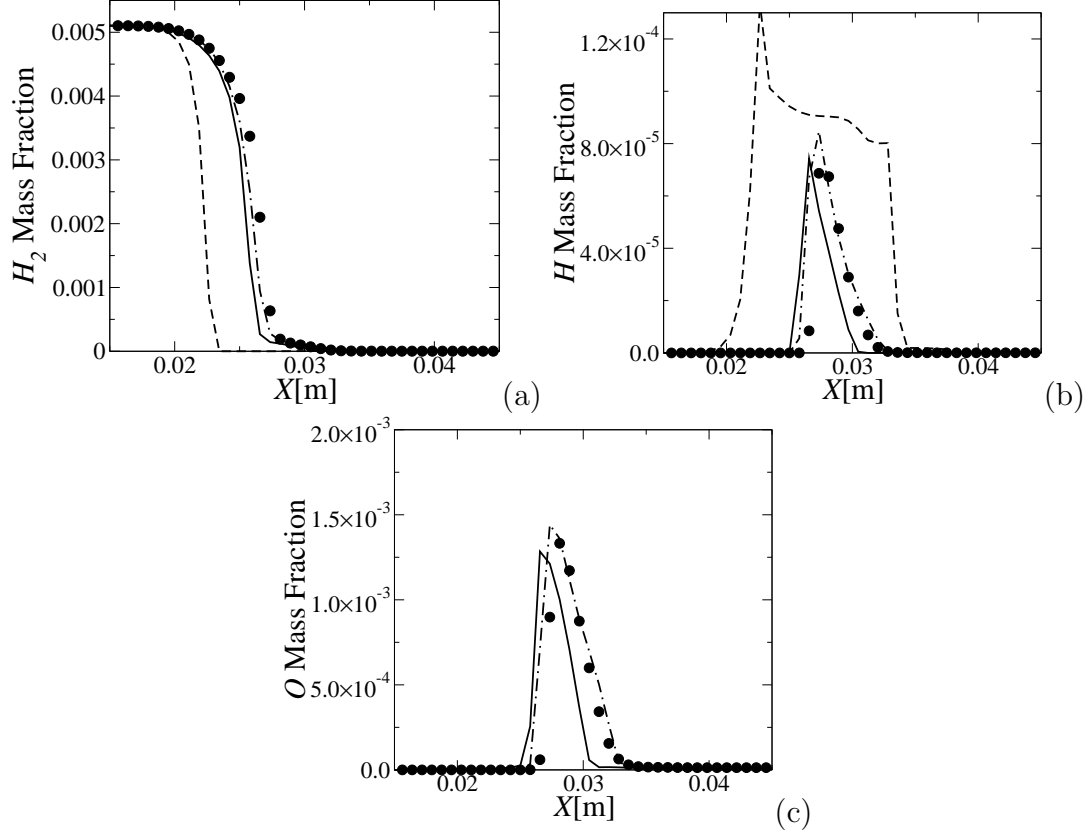 0.005
0.004
0.003
0.002
0.001
0
H₂ Mass Fraction
0.02
0.03
0.04
X[m]
(a)
1.2×10⁻⁴
8.0×10⁻⁵
4.0×10⁻⁵
0.0
H Mass Fraction
0.02
0.03
0.04
X[m]
(b)
2.0×10⁻³
1.5×10⁻³
1.0×10⁻³
5.0×10⁻⁴
0.0
O Mass Fraction
0.02
0.03
0.04
X[m]
(c)